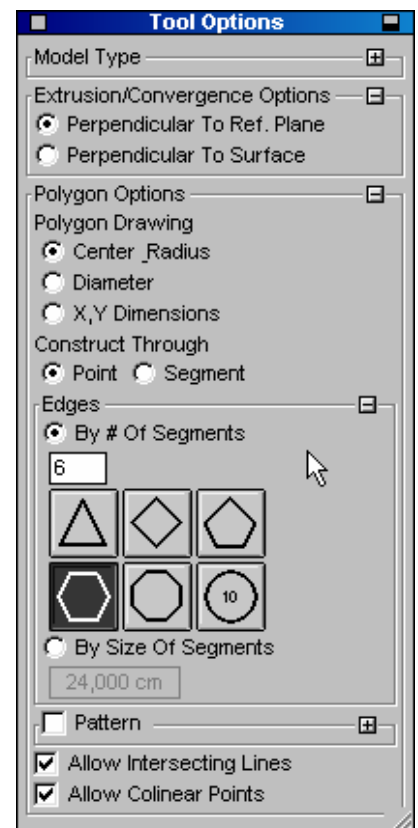 Tool Options
Model Type
Extrusion/Convergence Options
Perpendicular To Ref. Plane
Perpendicular To Surface
Polygon Options
Polygon Drawing
Center_Radius
Diameter
X,Y Dimensions
Construct Through
Point Segment
Edges
By # Of Segments
6
10
By Size Of Segments
24,000 cm
Pattern
Allow Intersecting Lines
Allow Colinear Points